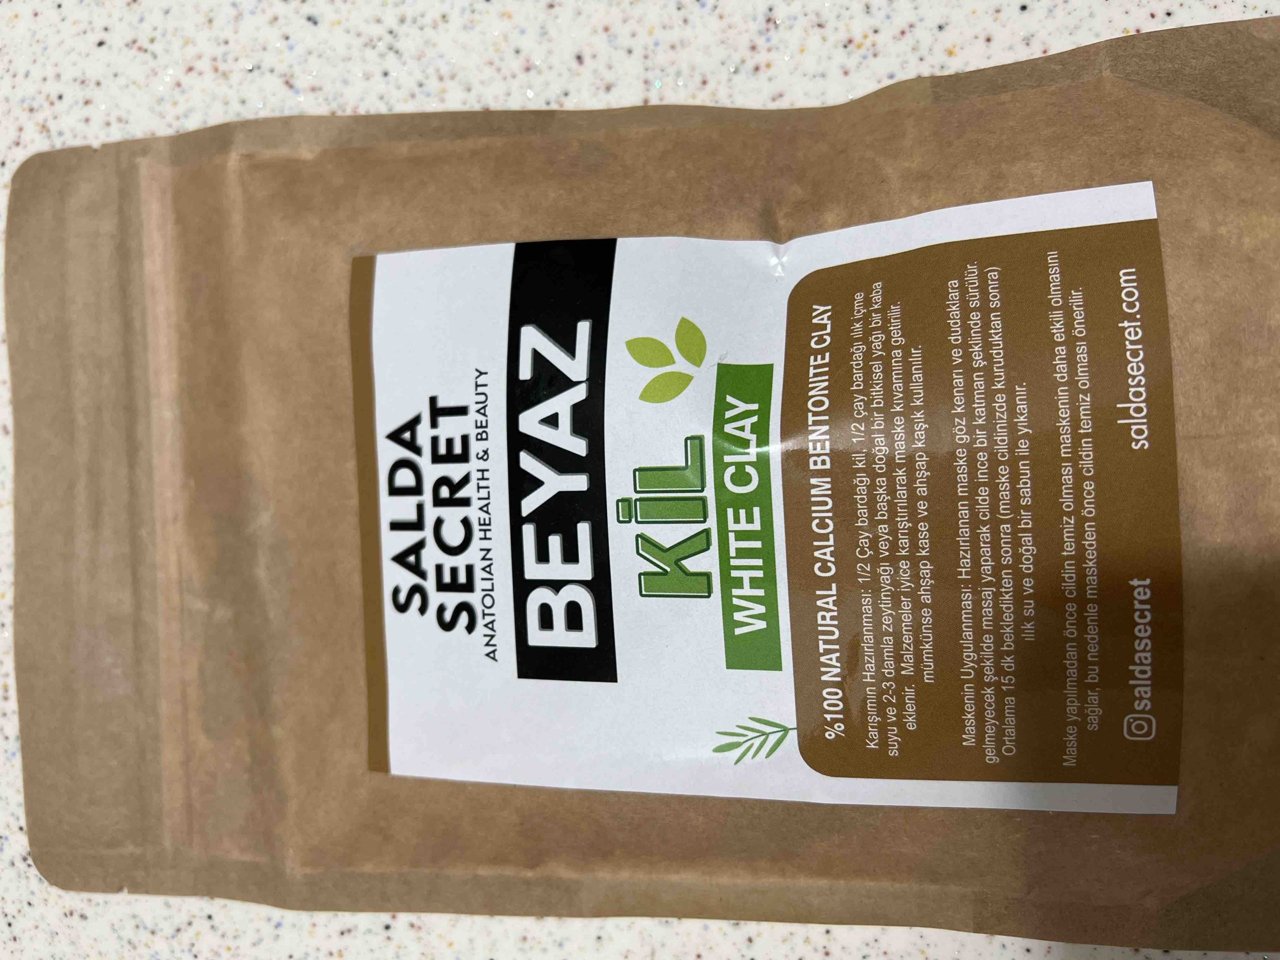 SALDA
SECRET
ANATOLIAN HEALTH & BEAUTY
BEYAZ
KİL
WHITE CLAY
%100 NATURAL CALCIUM BENTONITE CLAY
Karışımın Hazırlanması: 1/2 Çay bardağı kil, 1/2 çay bardağı ılık içme
suyu ve 2-3 damla zeytinyağı veya başka doğal bir bitkisel yağı bir kaba
eklenir. Malzemeler iyice karıştırılarak maske kıvamına getirilir.
mümkünse ahşap kase ve ahşap kaşık kullanılır.
Maskenin Uygulanması: Hazırlanan maske göz kenarı ve dudaklara
gelmeyecek şekilde masaj yaparak cilde ince bir katman şeklinde sürülür.
Ortalama 15 dk bekledikten sonra (maske cildinizde kuruduktan sonra)
ılık su ve doğal bir sabun ile yıkanır.
Maske yapılmadan önce cildin temiz olması maskenin daha etkili olmasını
sağlar, bu nedenle maskeden önce cildin temiz olması önerilir.
saldasecret saldasecret.com